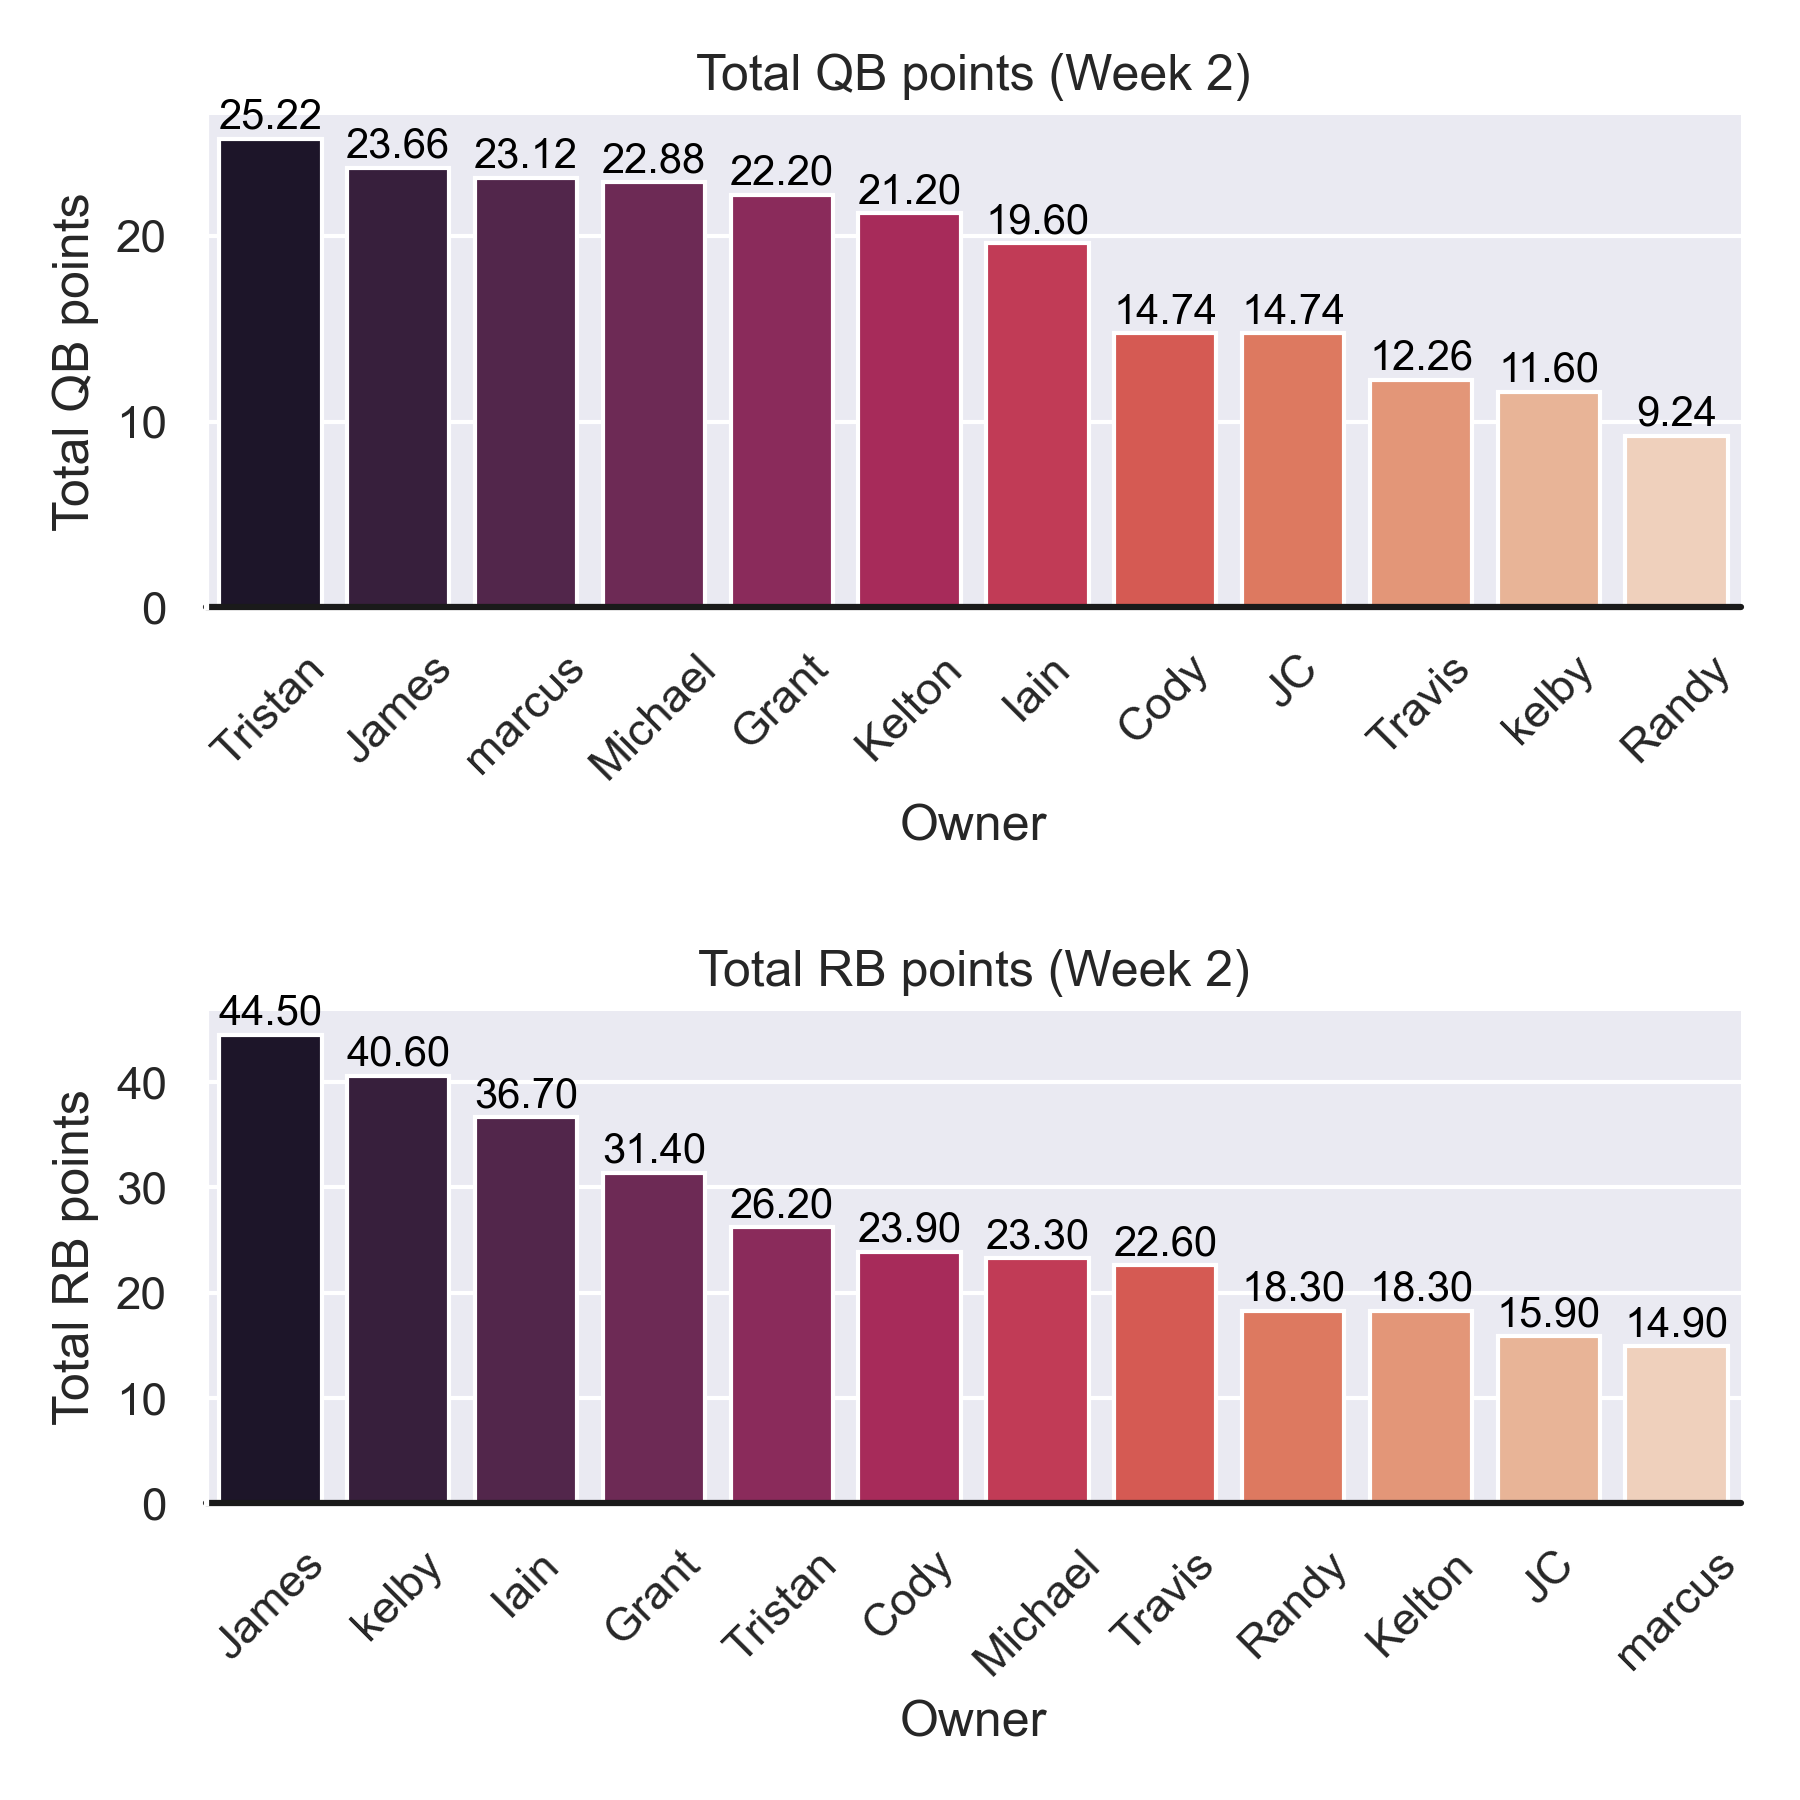 Total QB points (Week 2)
25.22
23.66
23.12
22.88
22.20
21.20
19.60
14.74
14.74
12.26
11.60
9.24
Total QB points
20
10
0
Tristan
James
marcus
Michael
Grant
Kelton
Iain
Cody
JC
Travis
kelby
Randy
Owner
Total RB points (Week 2)
44.50
40.60
36.70
31.40
26.20
23.90
23.30
22.60
18.30
18.30
15.90
14.90
Total RB points
40
30
20
10
0
James
kelby
Iain
Grant
Tristan
Cody
Michael
Travis
Randy
Kelton
JC
marcus
Owner